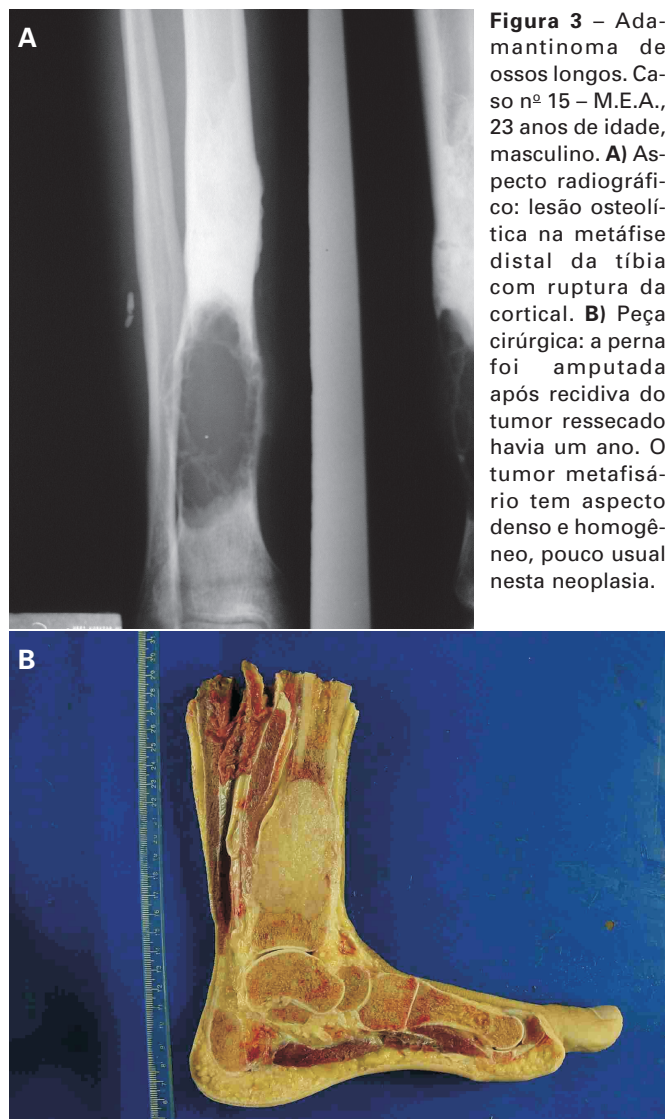 A
Figura 3 – Ada-
mantinoma de
ossos longos. Ca-
so nº 15 – M.E.A.,
23 anos de idade,
masculino. A) As-
pecto radiográfi-
co: lesão osteolí-
tica na metáfise
distal da tíbia
com ruptura da
cortical. B) Peça
cirúrgica: a perna
foi amputada
após recidiva do
tumor ressecado
havia um ano. O
tumor metafisá-
rio tem aspecto
denso e homogê-
neo, pouco usual
nesta neoplasia.
B